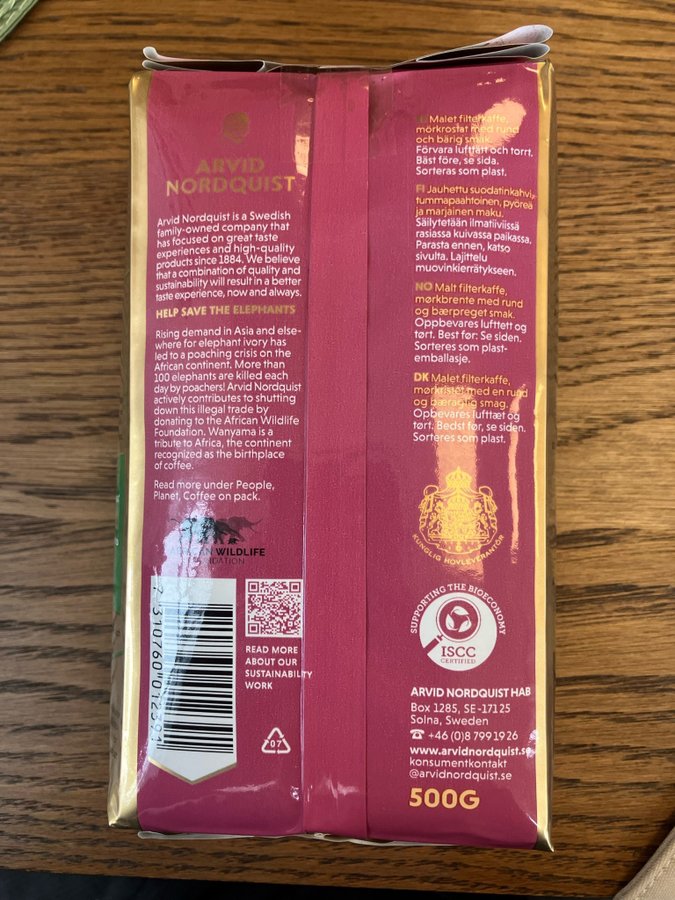 ARVID
NORDQUIST
Arvid Nordquist is a Swedish
family-owned company that
has focused on great taste
experiences and high-quality
products since 1884. We believe
that a combination of quality and
sustainability will result in a better
taste experience, now and always.
HELP SAVE THE ELEPHANTS
Rising demand in Asia and else-
where for elephant ivory has
led to a poaching crisis on the
African continent. More than
100 elephants are killed each
day by poachers! Arvid Nordquist
actively contributes to shutting
down this illegal trade by
donating to the African Wildlife
Foundation. Wanyama is a
tribute to Africa, the continent
recognized as the birthplace
of coffee.
Read more under People,
Planet, Coffee on pack.
AFRICAN WILDLIFE
FOUNDATION
7 310760 012391
READ MORE
ABOUT OUR
SUSTAINABILITY
WORK
07
Malet filterkaffe,
mörkrostat med rund
och bärig smak.
Förvara lufttätt och torrt.
Bäst före, se sida.
Sorteras som plast.
FI Jauhettu suodatinkahvi,
tummapaahtoinen, pyöreä
ja marjainen maku.
Säilytetään ilmatiiviissä
rasiassa kuivassa paikassa.
Parasta ennen, katso
sivulta. Lajittelu
muovinkierrätykseen.
NO Malt filterkaffe,
mørkbrente med rund
og bærpreget smak.
Oppbevares lufttett og
tørt. Best før: Se siden.
Sorteres som plast-
emballasje.
DK Malet filterkaffe,
mørkristet med en rund
og bæragtig smag.
Opbevares lufttæt og
tørt. Bedst før, se siden.
Sorteres som plast.
KUNGLIG HOVLEVERANTÖR
SUPPORTING THE BIOECONOMY
ISCC
CERTIFIED
ARVID NORDQUIST HAB
Box 1285, SE-171 25
Solna, Sweden
☎ +46 (0)8 799 19 26
www.arvidnordquist.se
konsumentkontakt
@arvidnordquist.se
500G